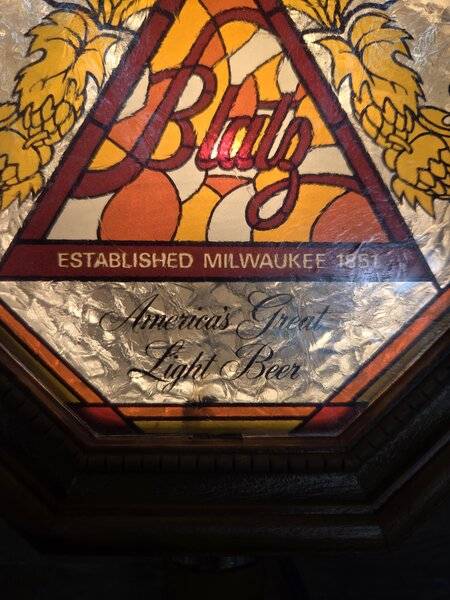 Blatz
ESTABLISHED MILWAUKEE 1851
America's Great
Light Beer